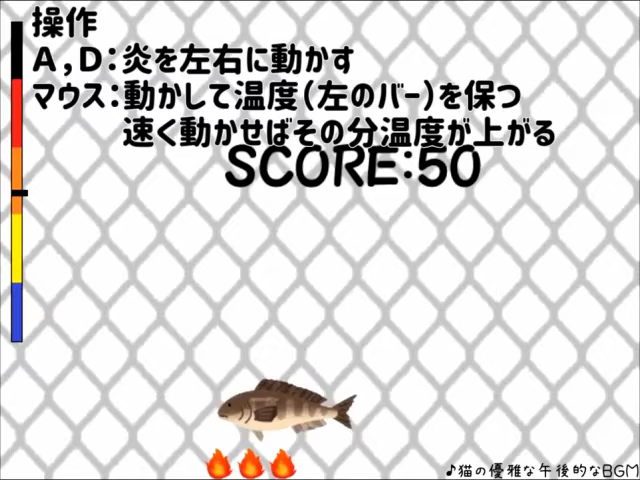 操作
A,D:炎を左右に動かす
マウス:動かして温度(左のバー)を保つ
速く動かせばその分温度が上がる
SCORE:50
♪猫の優雅な午後的なBGM